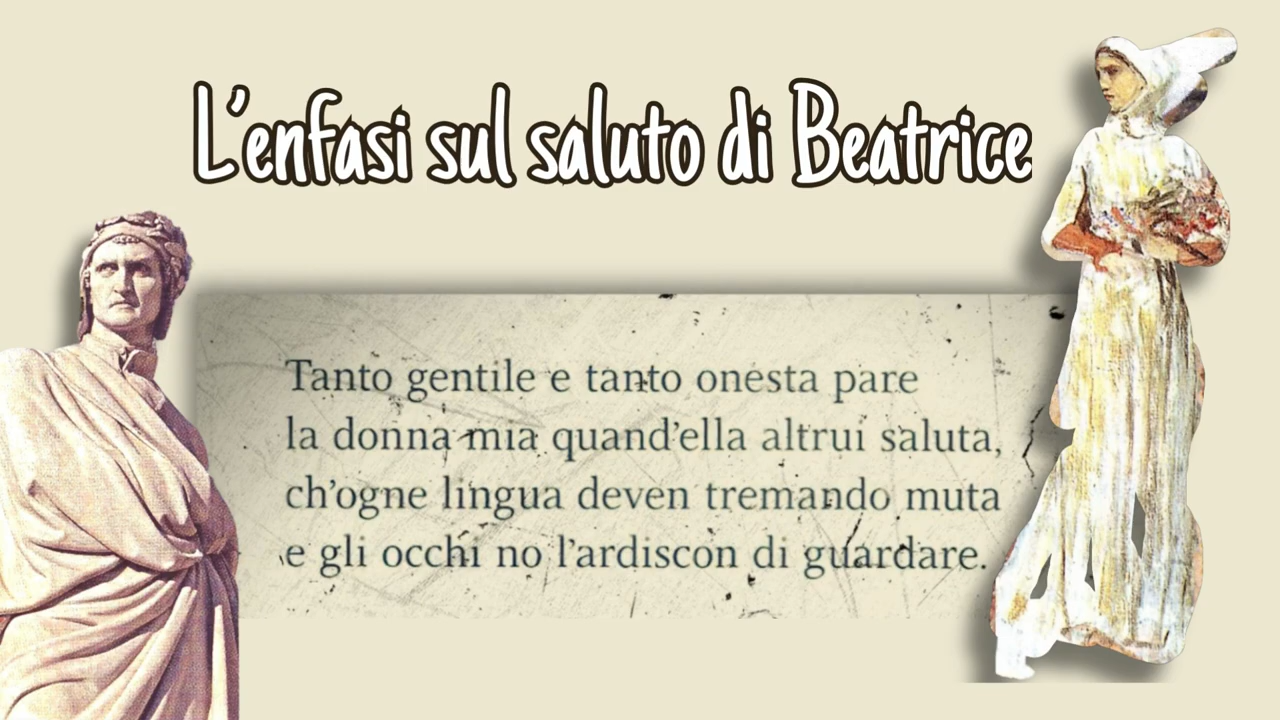 L'enfasi sul saluto di Beatrice
Tanto gentile e tanto onesta pare
la donna mia quand'ella altrui saluta,
ch'ogne lingua deven tremando muta
e gli occhi no l'ardiscon di guardare.